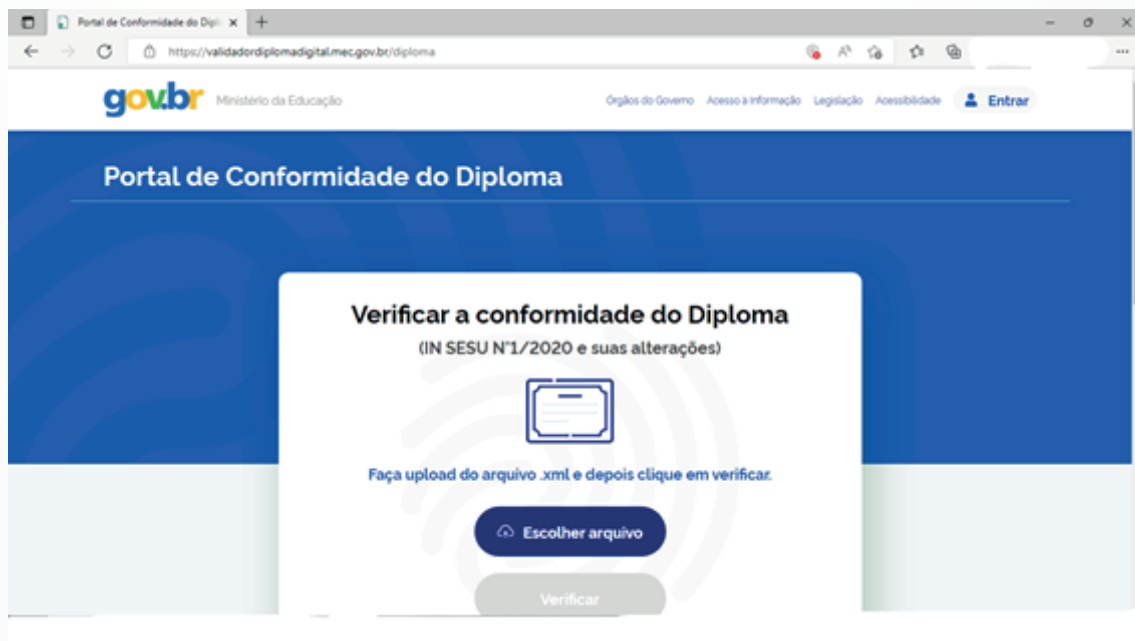 Portal de Conformidade do Dipl
https://validadordiplomadigital.mec.gov.br/diploma
gov.br Ministério da Educação Órgãos do Governo Acesso à Informação Legislação Acessibilidade Entrar
Portal de Conformidade do Diploma
Verificar a conformidade do Diploma
(IN SESU N°1/2020 e suas alterações)
Faça upload do arquivo .xml e depois clique em verificar.
Escolher arquivo
Verificar